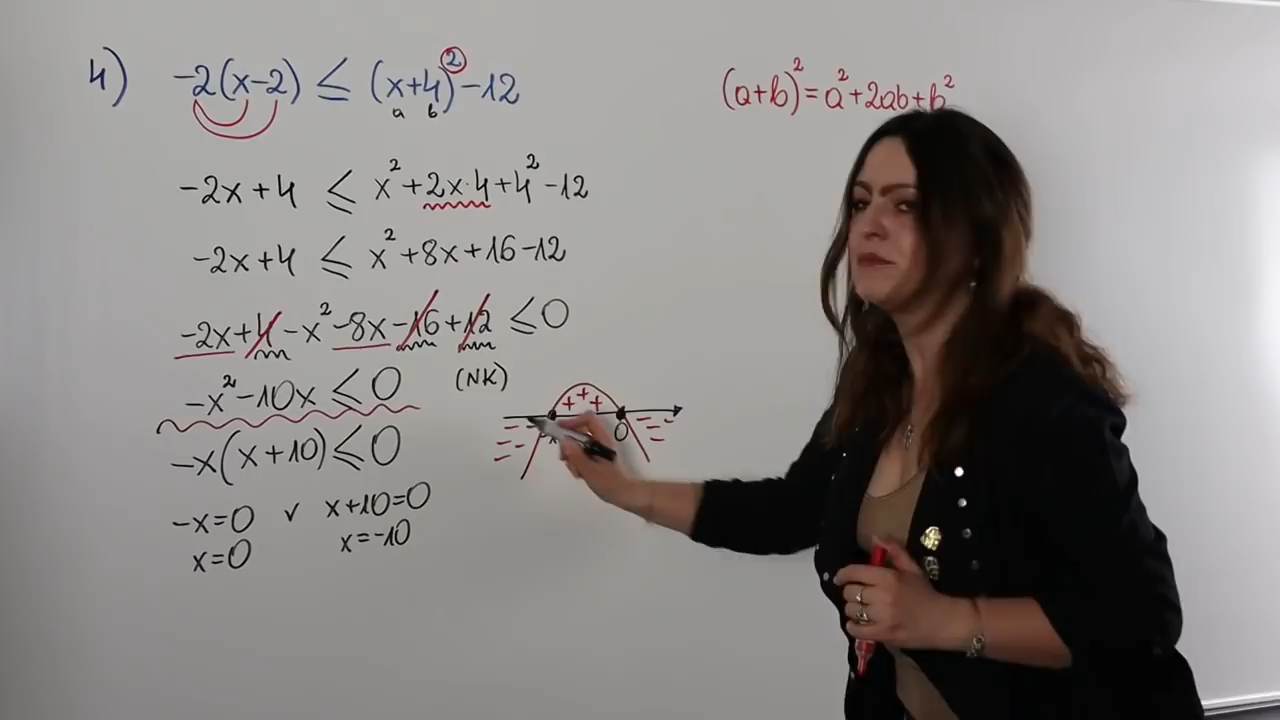 4) -2(x-2) ≤ (x+4)² -12
a b
(a+b)² = a² + 2ab + b²
-2x+4 ≤ x² + 2x·4 + 4² -12
-2x+4 ≤ x² + 8x + 16 -12
-2x+4 -x² -8x -16 +12 ≤ 0
-x² -10x ≤ 0 (NK)
+ + +
-x(x+10) ≤ 0
0
-x=0 v x+10=0
x=0 x=-10